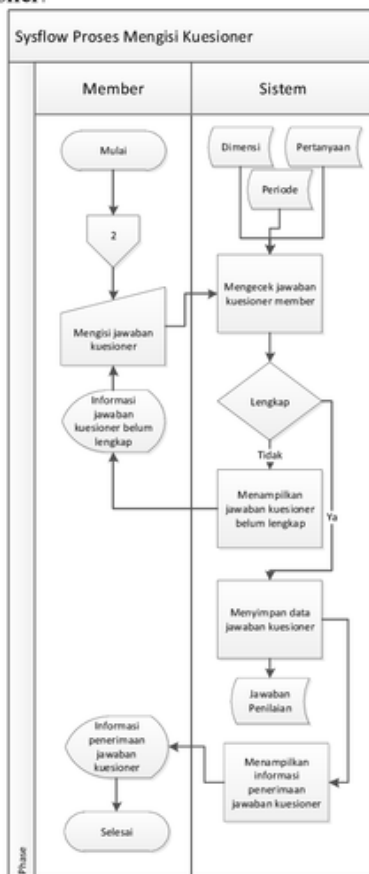 Sysflow Proses Mengisi Kuesioner
Member
Sistem
Mulai
Dimensi
Pertanyaan
Periode
2
Mengecek jawaban
kuesioner member
Mengisi jawaban
kuesioner
Lengkap
Informasi
jawaban
kuesioner belum
lengkap
Tidak
Menampilkan
jawaban kuesioner
belum lengkap
Ya
Menyimpan data
jawaban kuesioner
Jawaban
Penilaian
Informasi
penerimaan
jawaban
kuesioner
Menampilkan
informasi
penerimaan
jawaban kuesioner
Selesai
Phase